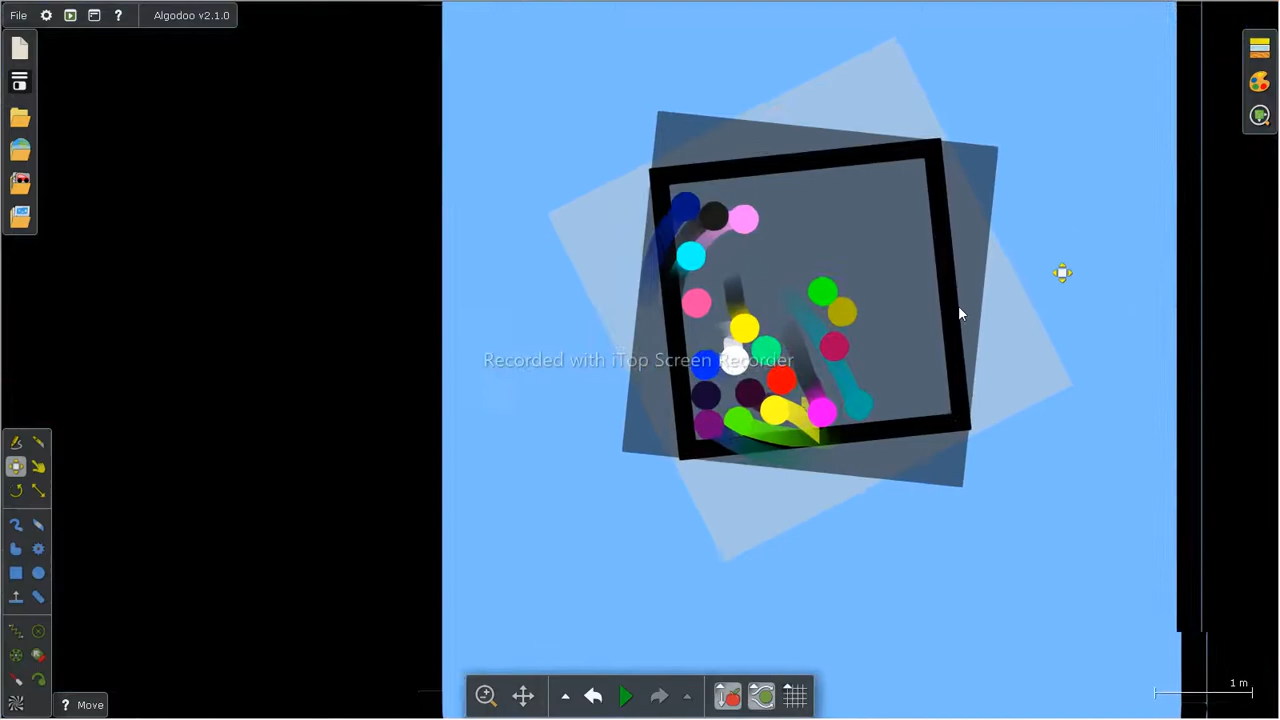 File
? Algodoo v2.1.0
Recorded with iTop Screen Recorder
? Move
1 m